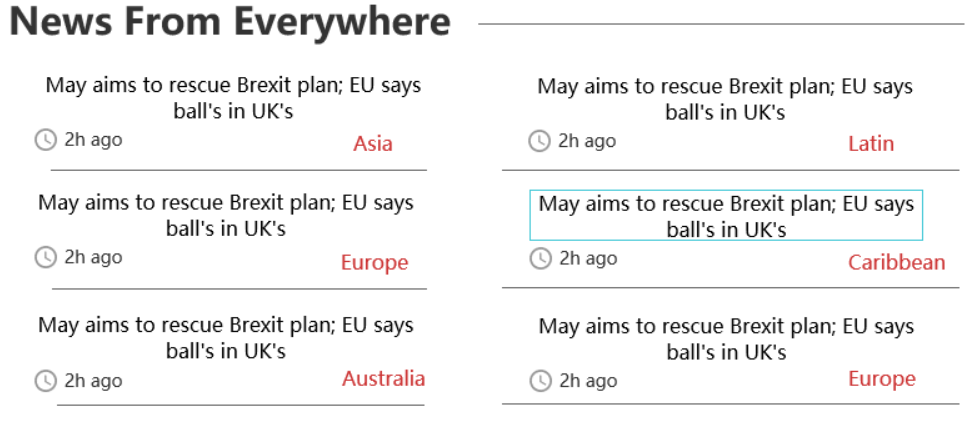 News From Everywhere
May aims to rescue Brexit plan; EU says
ball's in UK's
2h ago
Asia
May aims to rescue Brexit plan; EU says
ball's in UK's
2h ago
Latin
May aims to rescue Brexit plan; EU says
ball's in UK's
2h ago
Europe
May aims to rescue Brexit plan; EU says
ball's in UK's
2h ago
Caribbean
May aims to rescue Brexit plan; EU says
ball's in UK's
2h ago
Australia
May aims to rescue Brexit plan; EU says
ball's in UK's
2h ago
Europe